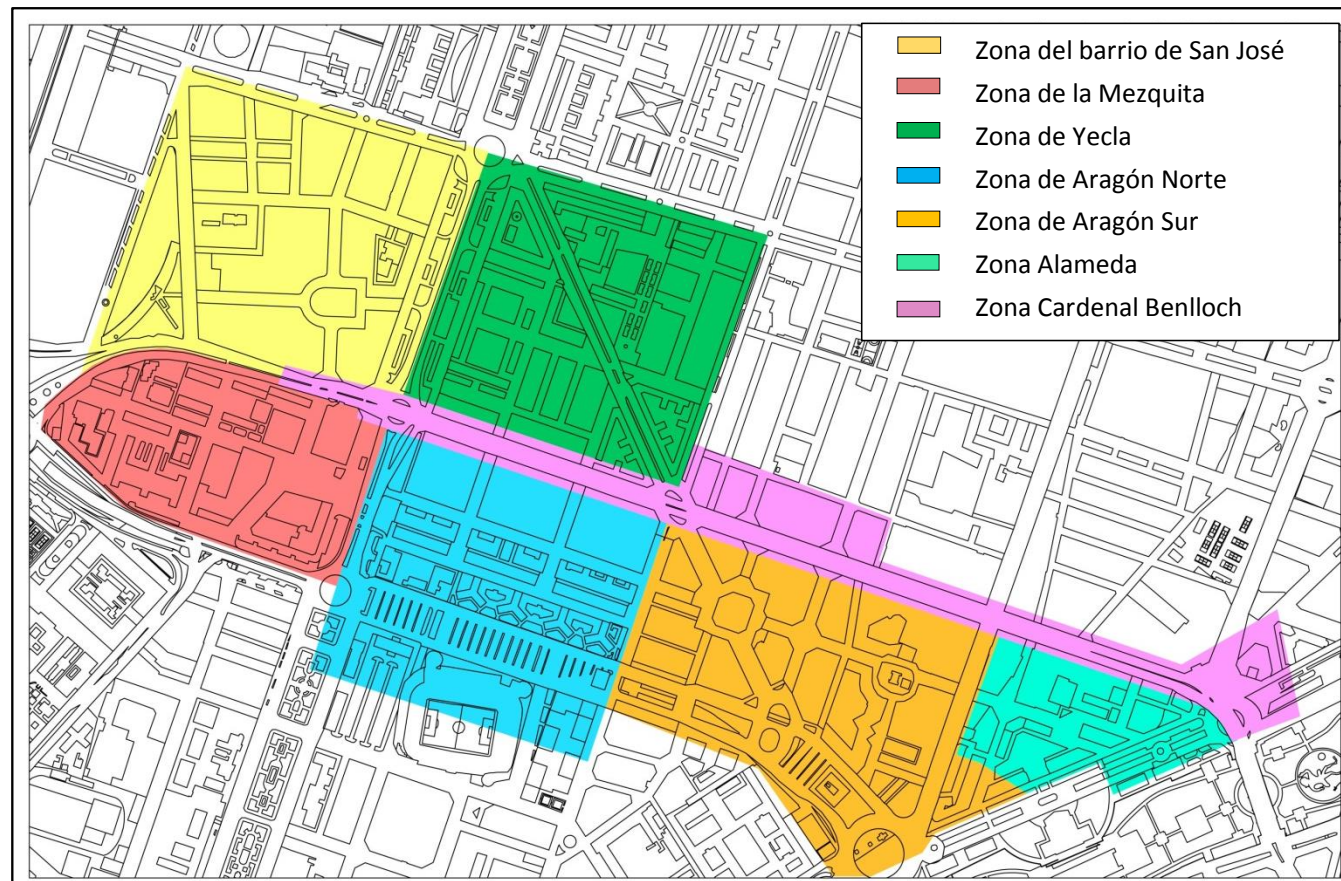 Zona del barrio de San José
Zona de la Mezquita
Zona de Yecla
Zona de Aragón Norte
Zona de Aragón Sur
Zona Alameda
Zona Cardenal Benlloch